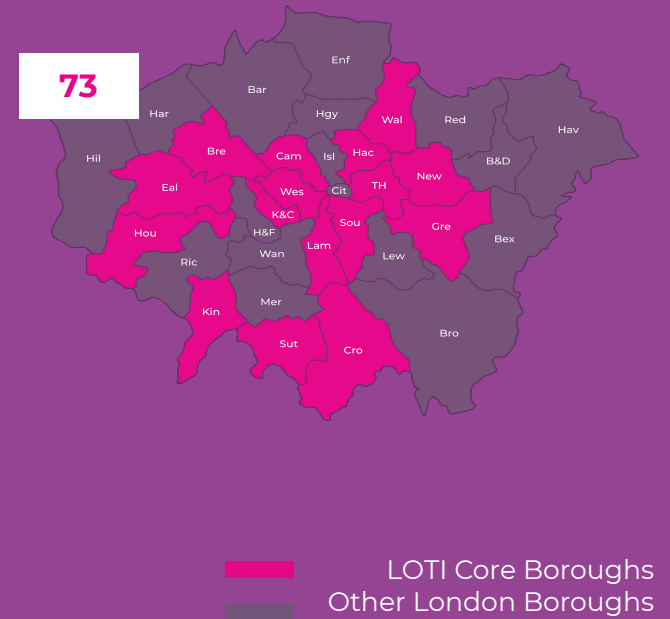 Enf
73
Bar
Har
Hgy
Wal
Red
Hav
Hil
Bre
Cam
Isl
Hac
B&D
Eal
Wes
Cit
TH
New
K&C
Sou
Gre
Hou
H&F
Lam
Bex
Ric
Wan
Lew
Mer
Kin
Sut
Cro
Bro
LOTI Core Boroughs
Other London Boroughs